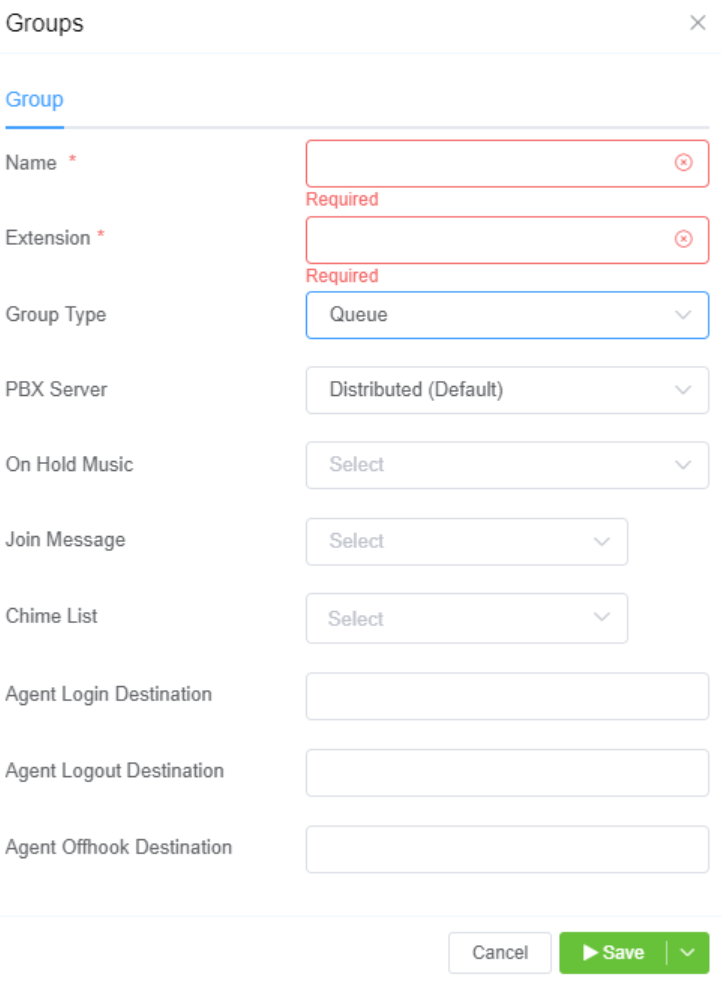 Groups
Group
Name *
Required
Extension *
Required
Group Type Queue
PBX Server Distributed (Default)
On Hold Music Select
Join Message Select
Chime List Select
Agent Login Destination
Agent Logout Destination
Agent Offhook Destination
Cancel Save